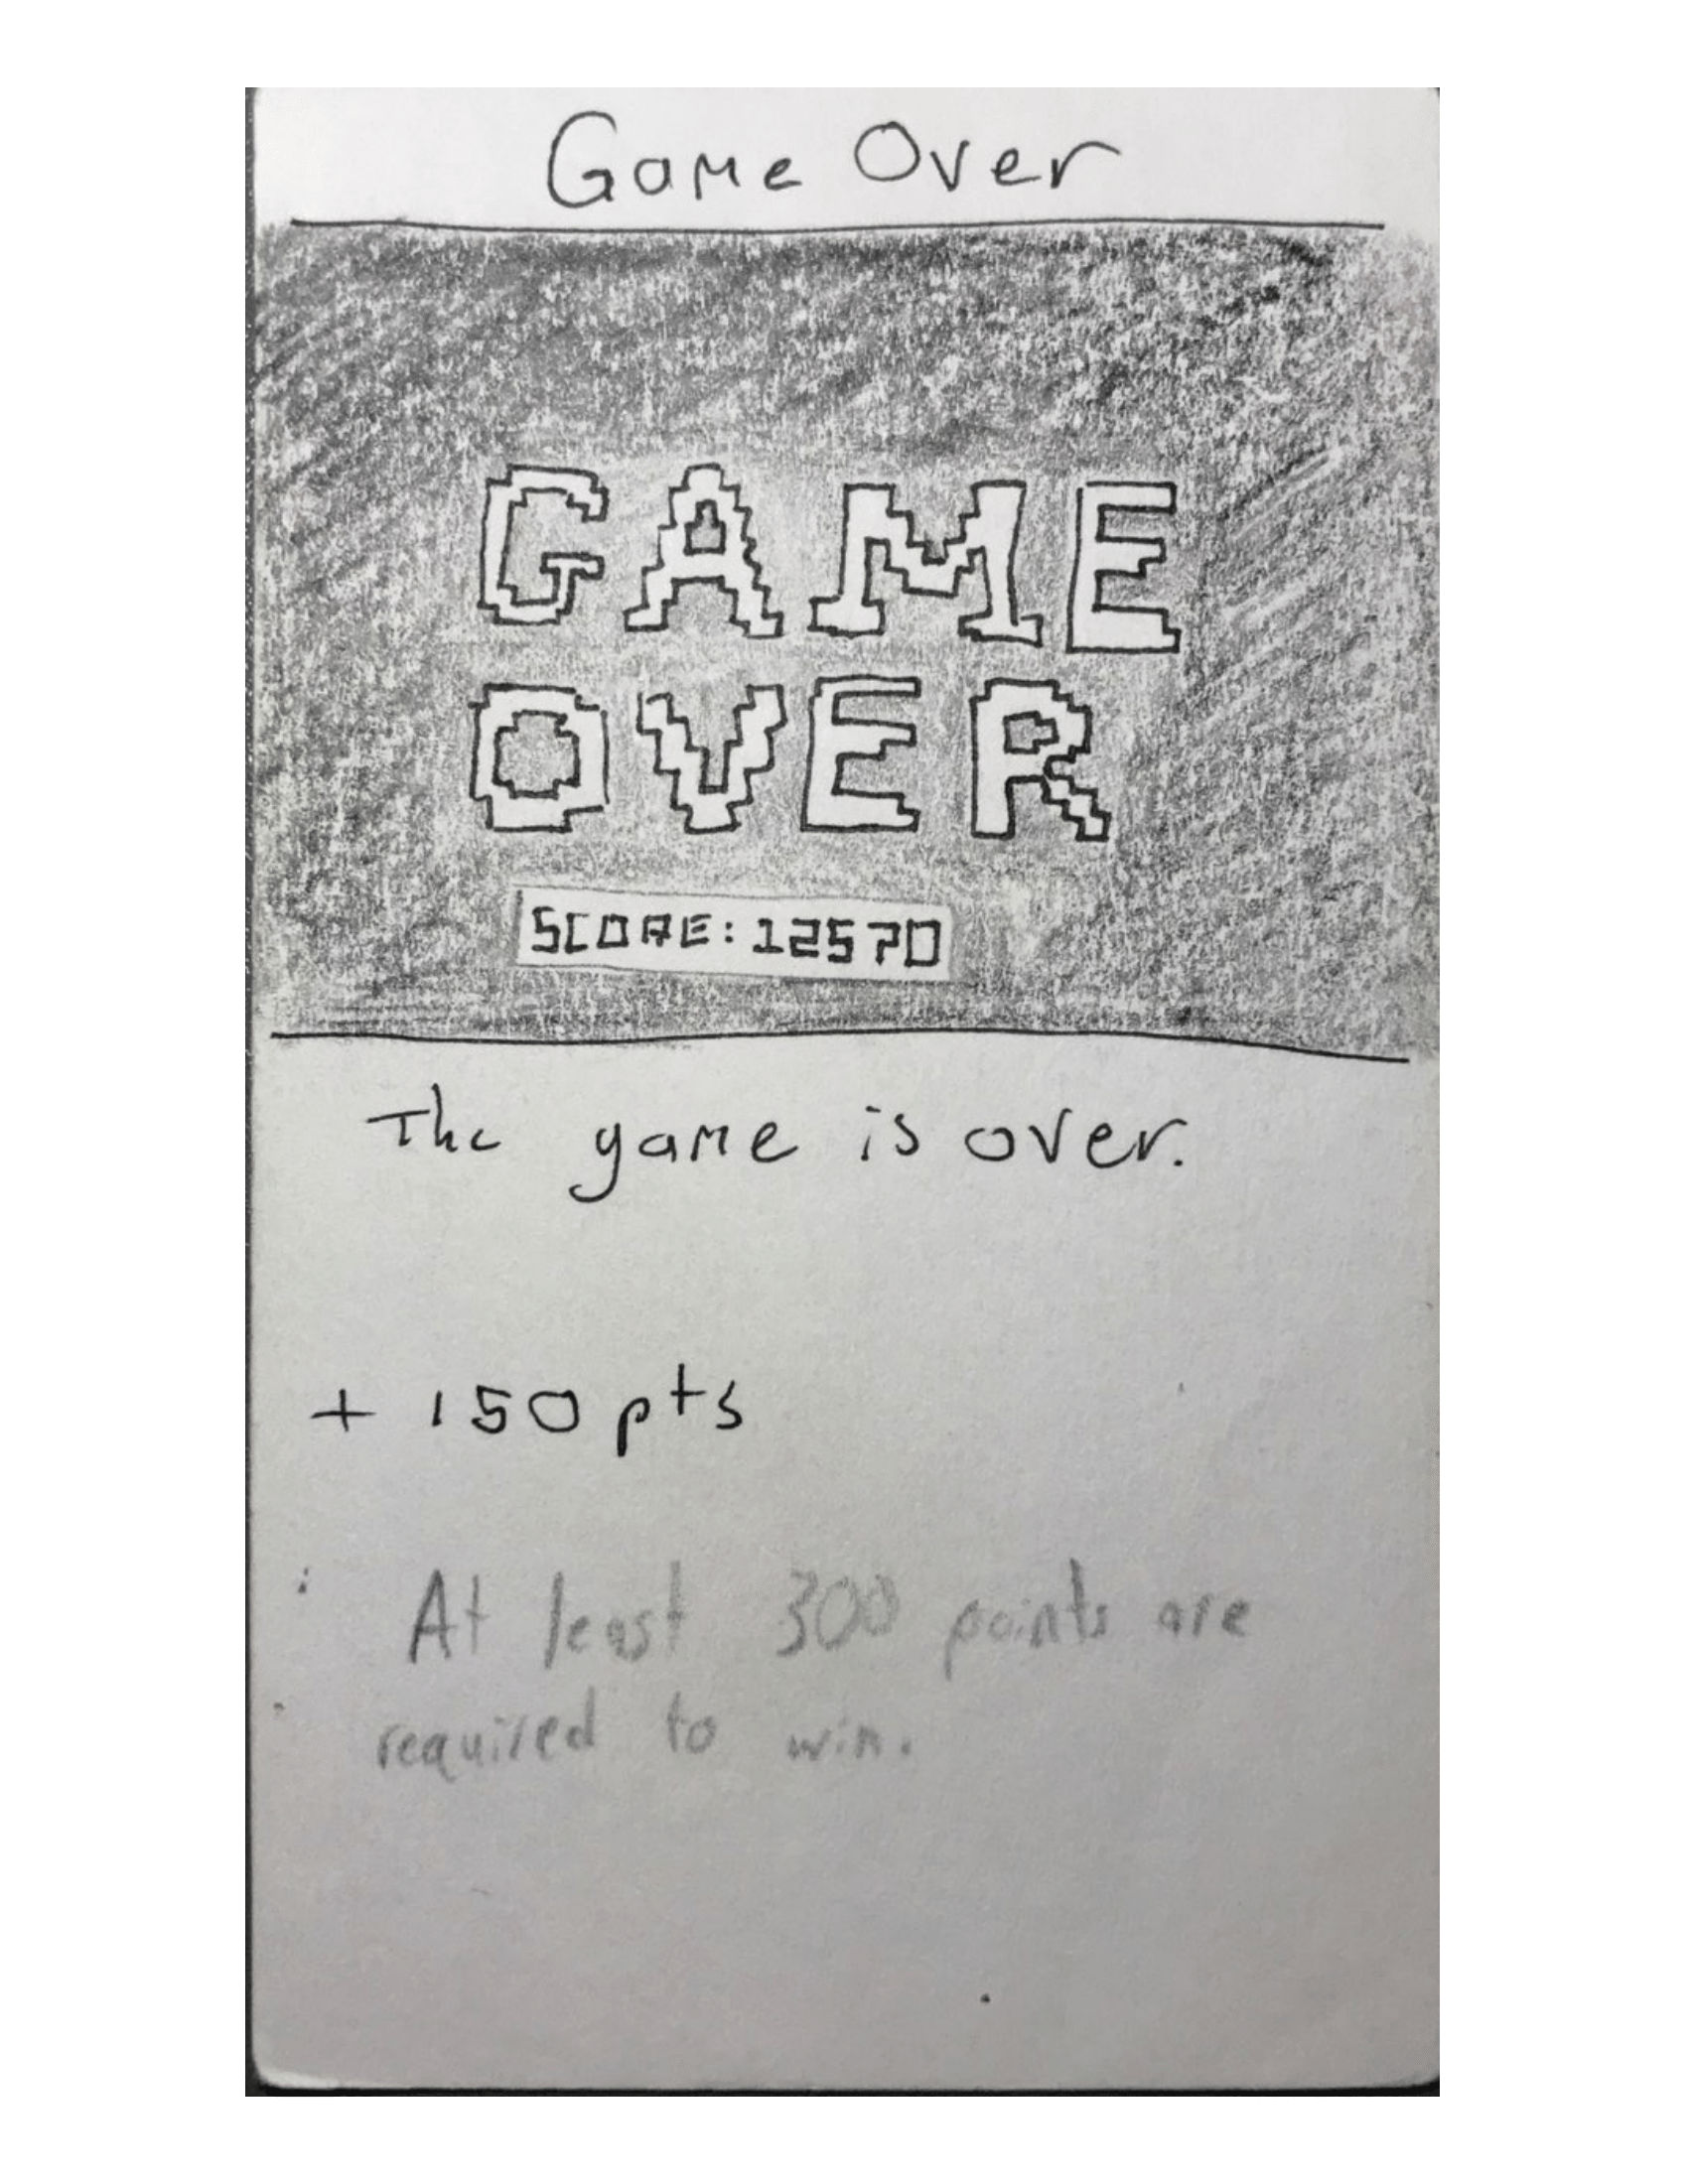 Game Over
GAME
OVER
SCORE:12570
The game is over.
+ 150 pts
At least 300 points are
required to win.